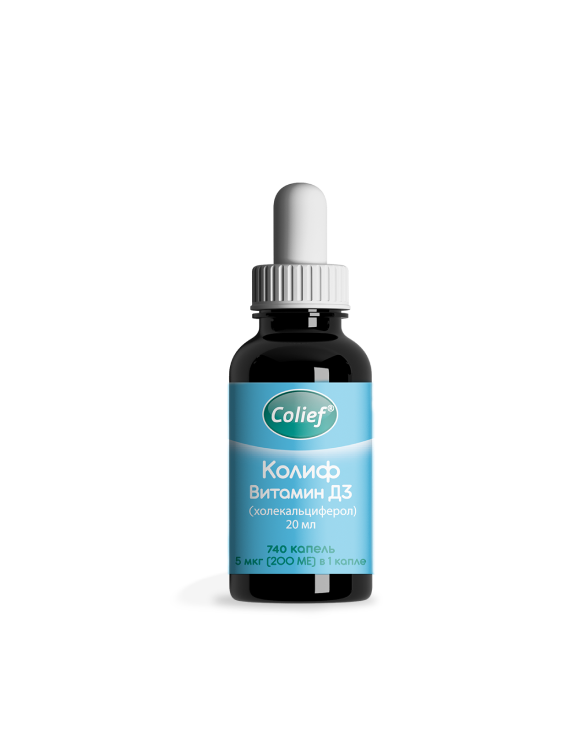 Colief®
Колиф
Витамин Д3
(холекальциферол)
20 мл
740 капель
5 мкг (200 МЕ) в 1 капле